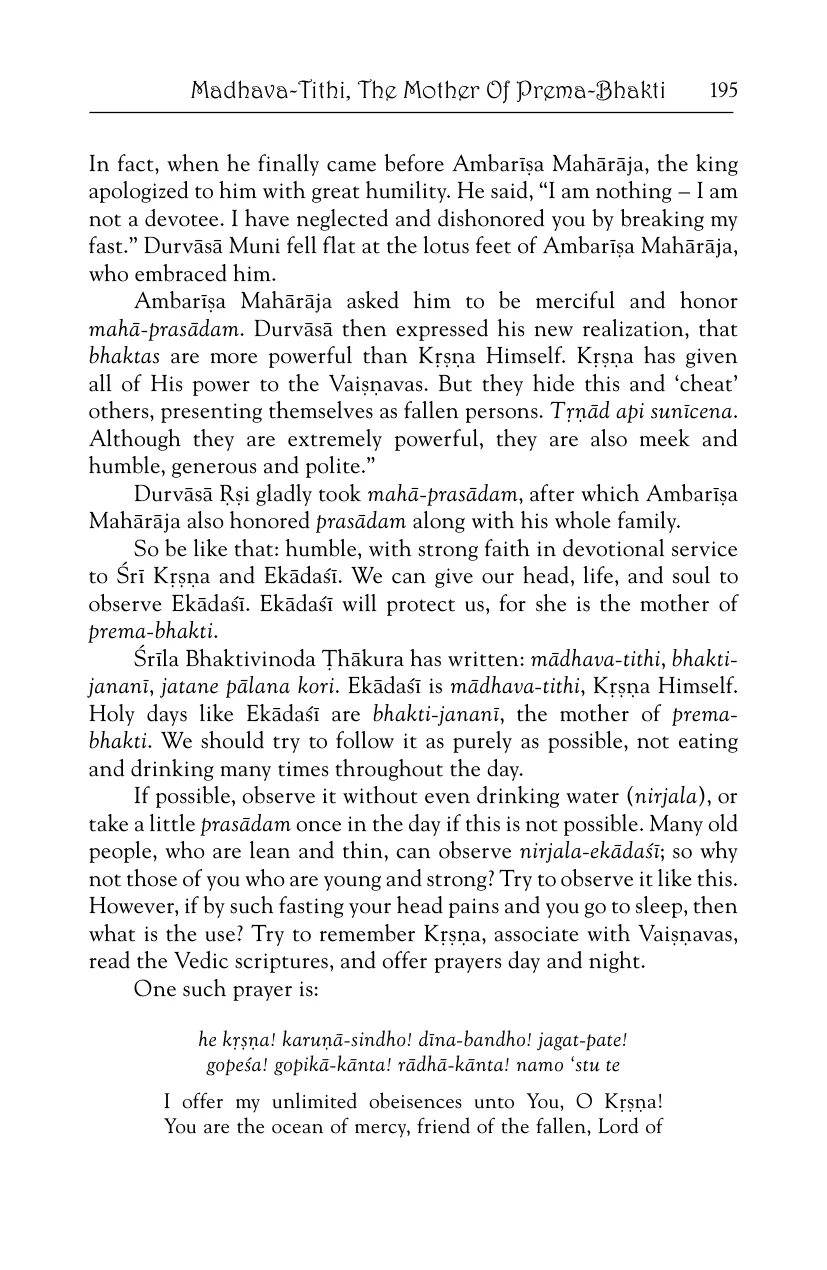 Madhava-Tithi, The Mother Of Prema-Bhakti 195
In fact, when he finally came before Ambarīṣa Mahārāja, the king
apologized to him with great humility. He said, “I am nothing – I am
not a devotee. I have neglected and dishonored you by breaking my
fast.” Durvāsā Muni fell flat at the lotus feet of Ambarīṣa Mahārāja,
who embraced him.
Ambarīṣa Mahārāja asked him to be merciful and honor
mahā-prasādam. Durvāsā then expressed his new realization, that
bhaktas are more powerful than Kṛṣṇa Himself. Kṛṣṇa has given
all of His power to the Vaiṣṇavas. But they hide this and ‘cheat’
others, presenting themselves as fallen persons. Tṛṇād api sunīcena.
Although they are extremely powerful, they are also meek and
humble, generous and polite.”
Durvāsā Ṛṣi gladly took mahā-prasādam, after which Ambarīṣa
Mahārāja also honored prasādam along with his whole family.
So be like that: humble, with strong faith in devotional service
to Śrī Kṛṣṇa and Ekādaśī. We can give our head, life, and soul to
observe Ekādaśī. Ekādaśī will protect us, for she is the mother of
prema-bhakti.
Śrīla Bhaktivinoda Ṭhākura has written: mādhava-tithi, bhakti-
jananī, jatane pālana kori. Ekādaśī is mādhava-tithi, Kṛṣṇa Himself.
Holy days like Ekādaśī are bhakti-jananī, the mother of prema-
bhakti. We should try to follow it as purely as possible, not eating
and drinking many times throughout the day.
If possible, observe it without even drinking water (nirjala), or
take a little prasādam once in the day if this is not possible. Many old
people, who are lean and thin, can observe nirjala-ekādaśī; so why
not those of you who are young and strong? Try to observe it like this.
However, if by such fasting your head pains and you go to sleep, then
what is the use? Try to remember Kṛṣṇa, associate with Vaiṣṇavas,
read the Vedic scriptures, and offer prayers day and night.
One such prayer is:
he kṛṣṇa! karuṇā-sindho! dīna-bandho! jagat-pate!
gopeśa! gopikā-kānta! rādhā-kānta! namo ‘stu te
I offer my unlimited obeisences unto You, O Kṛṣṇa!
You are the ocean of mercy, friend of the fallen, Lord of